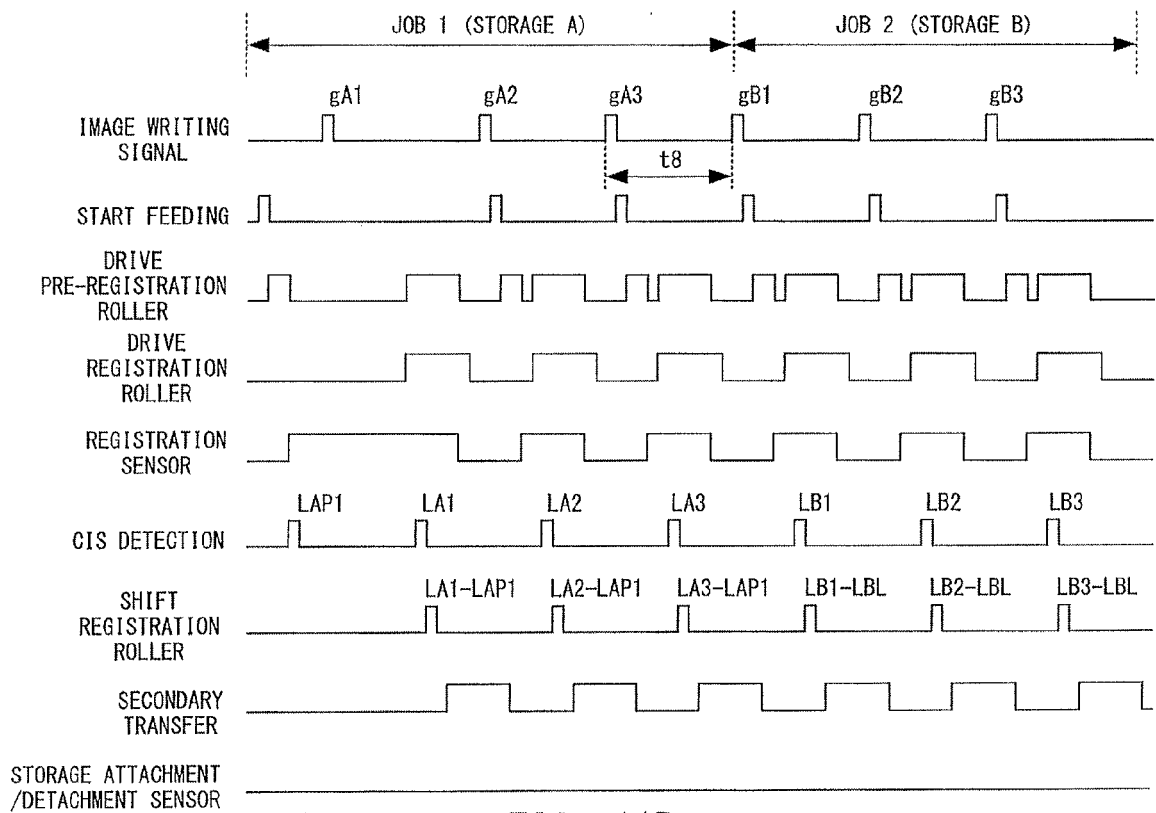 JOB 1 (STORAGE A) JOB 2 (STORAGE B)
gA1 gA2 gA3 gB1 gB2 gB3
IMAGE WRITING
SIGNAL
t8
START FEEDING
DRIVE
PRE-REGISTRATION
ROLLER
DRIVE
REGISTRATION
ROLLER
REGISTRATION
SENSOR
LAP1 LA1 LA2 LA3 LB1 LB2 LB3
CIS DETECTION
LA1-LAP1 LA2-LAP1 LA3-LAP1 LB1-LBL LB2-LBL LB3-LBL
SHIFT
REGISTRATION
ROLLER
SECONDARY
TRANSFER
STORAGE ATTACHMENT
/DETACHMENT SENSOR